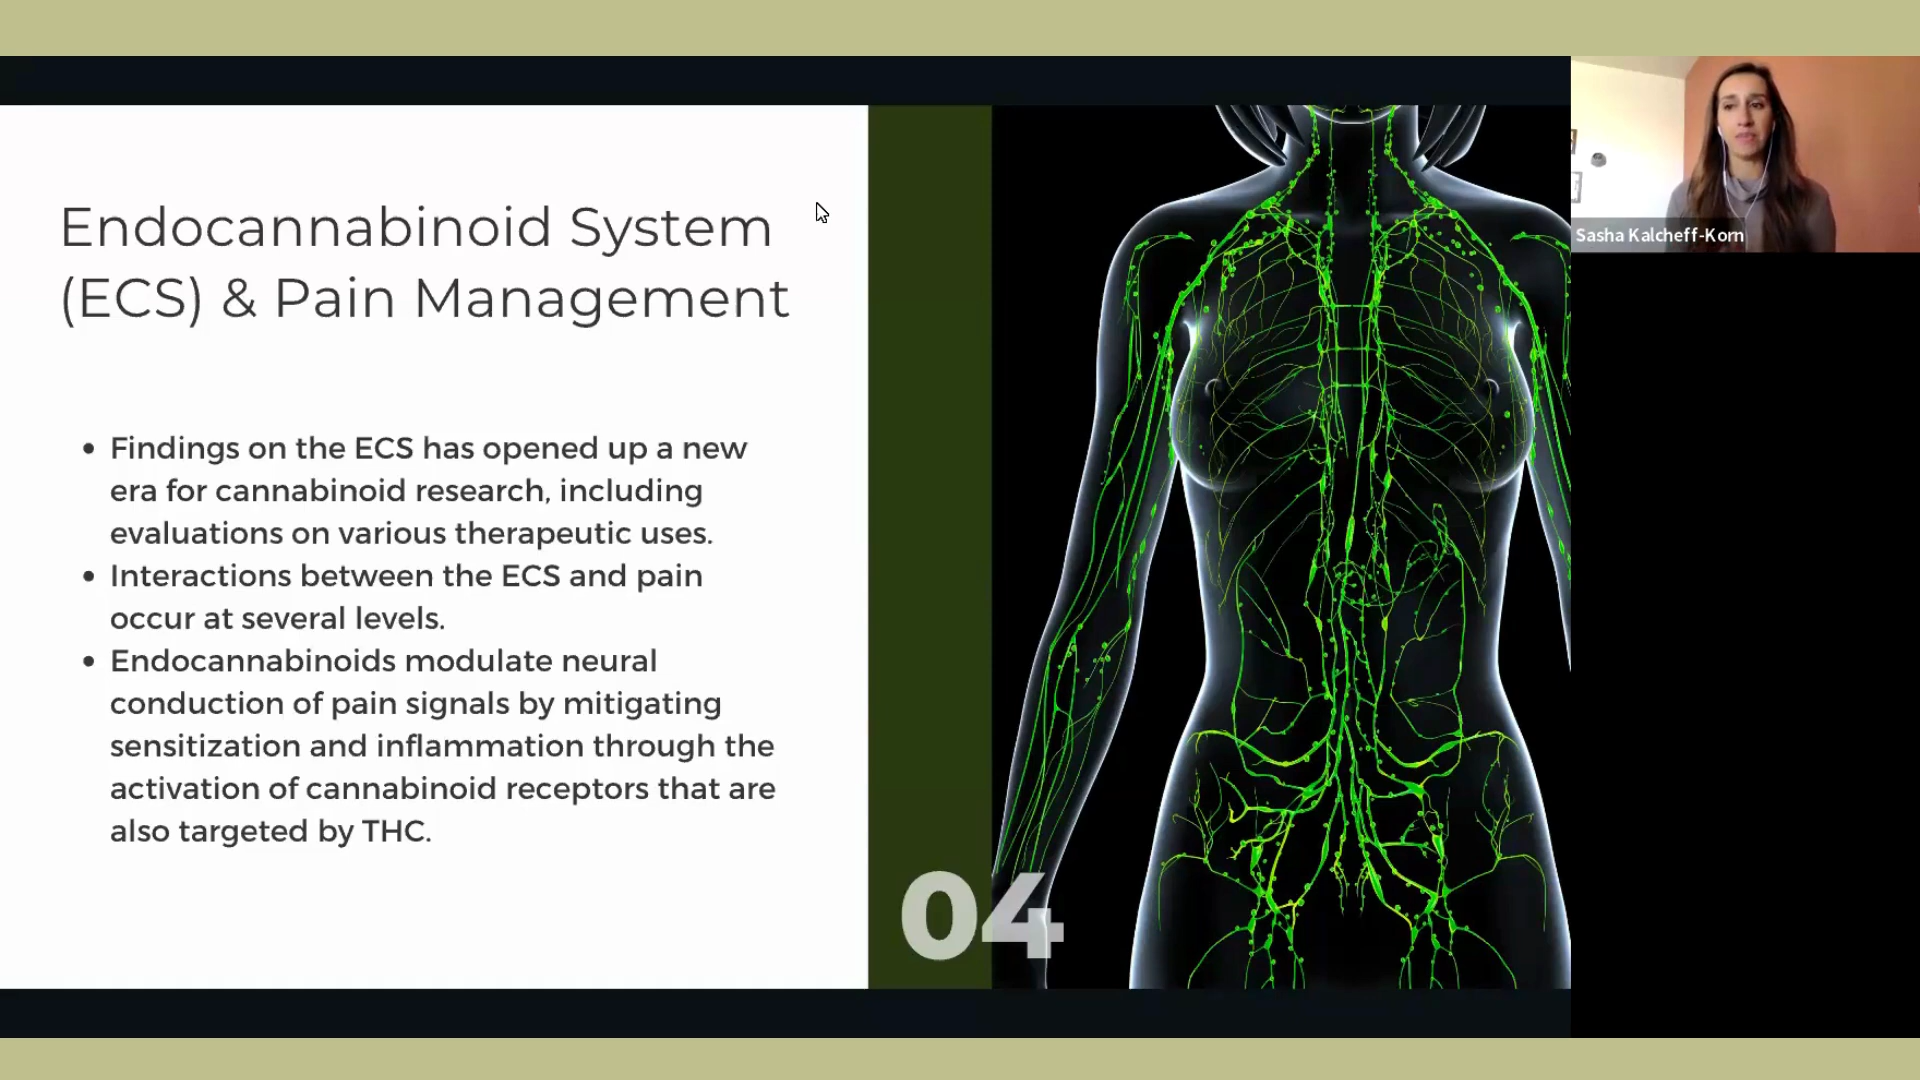 Endocannabinoid System
(ECS) & Pain Management
• Findings on the ECS has opened up a new
era for cannabinoid research, including
evaluations on various therapeutic uses.
• Interactions between the ECS and pain
occur at several levels.
• Endocannabinoids modulate neural
conduction of pain signals by mitigating
sensitization and inflammation through the
activation of cannabinoid receptors that are
also targeted by THC.
04
Sasha Kalcheff-Korn